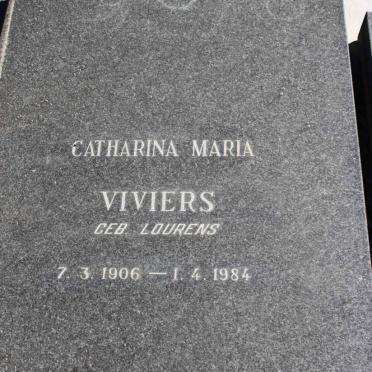 CATHARINA MARIA
VIVIERS
GEB. LOURENS
7. 3. 1906 — 1. 4. 1984